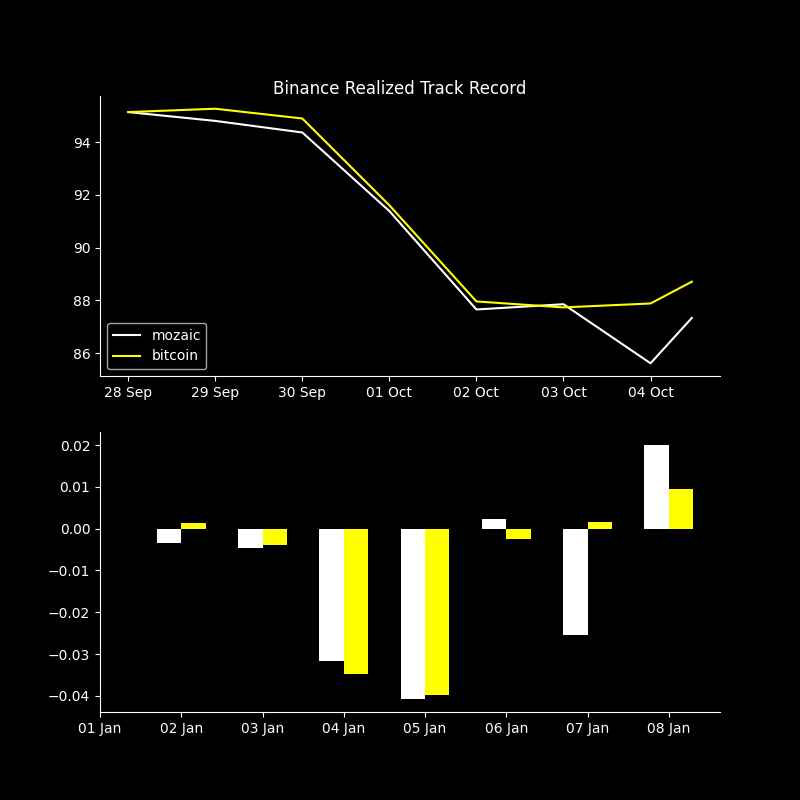 Binance Realized Track Record
94
92
90
88
86
mozaic
bitcoin
28 Sep 29 Sep 30 Sep 01 Oct 02 Oct 03 Oct 04 Oct
0.02
0.01
0.00
−0.01
−0.02
−0.03
−0.04
01 Jan 02 Jan 03 Jan 04 Jan 05 Jan 06 Jan 07 Jan 08 Jan